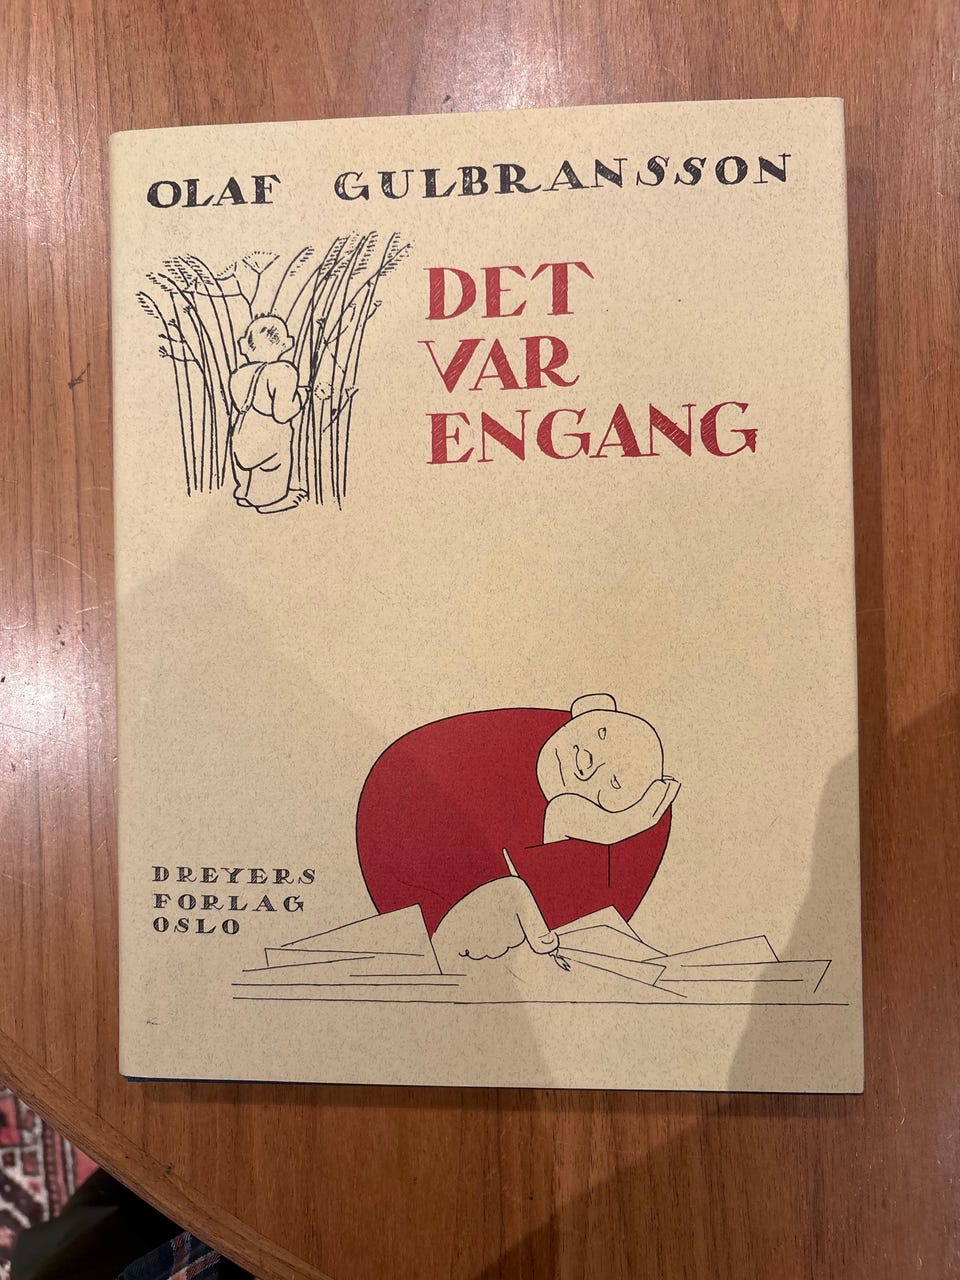 OLAF GULBRANSSON
DET
VAR
ENGANG
DREYERS
FORLAG
OSLO